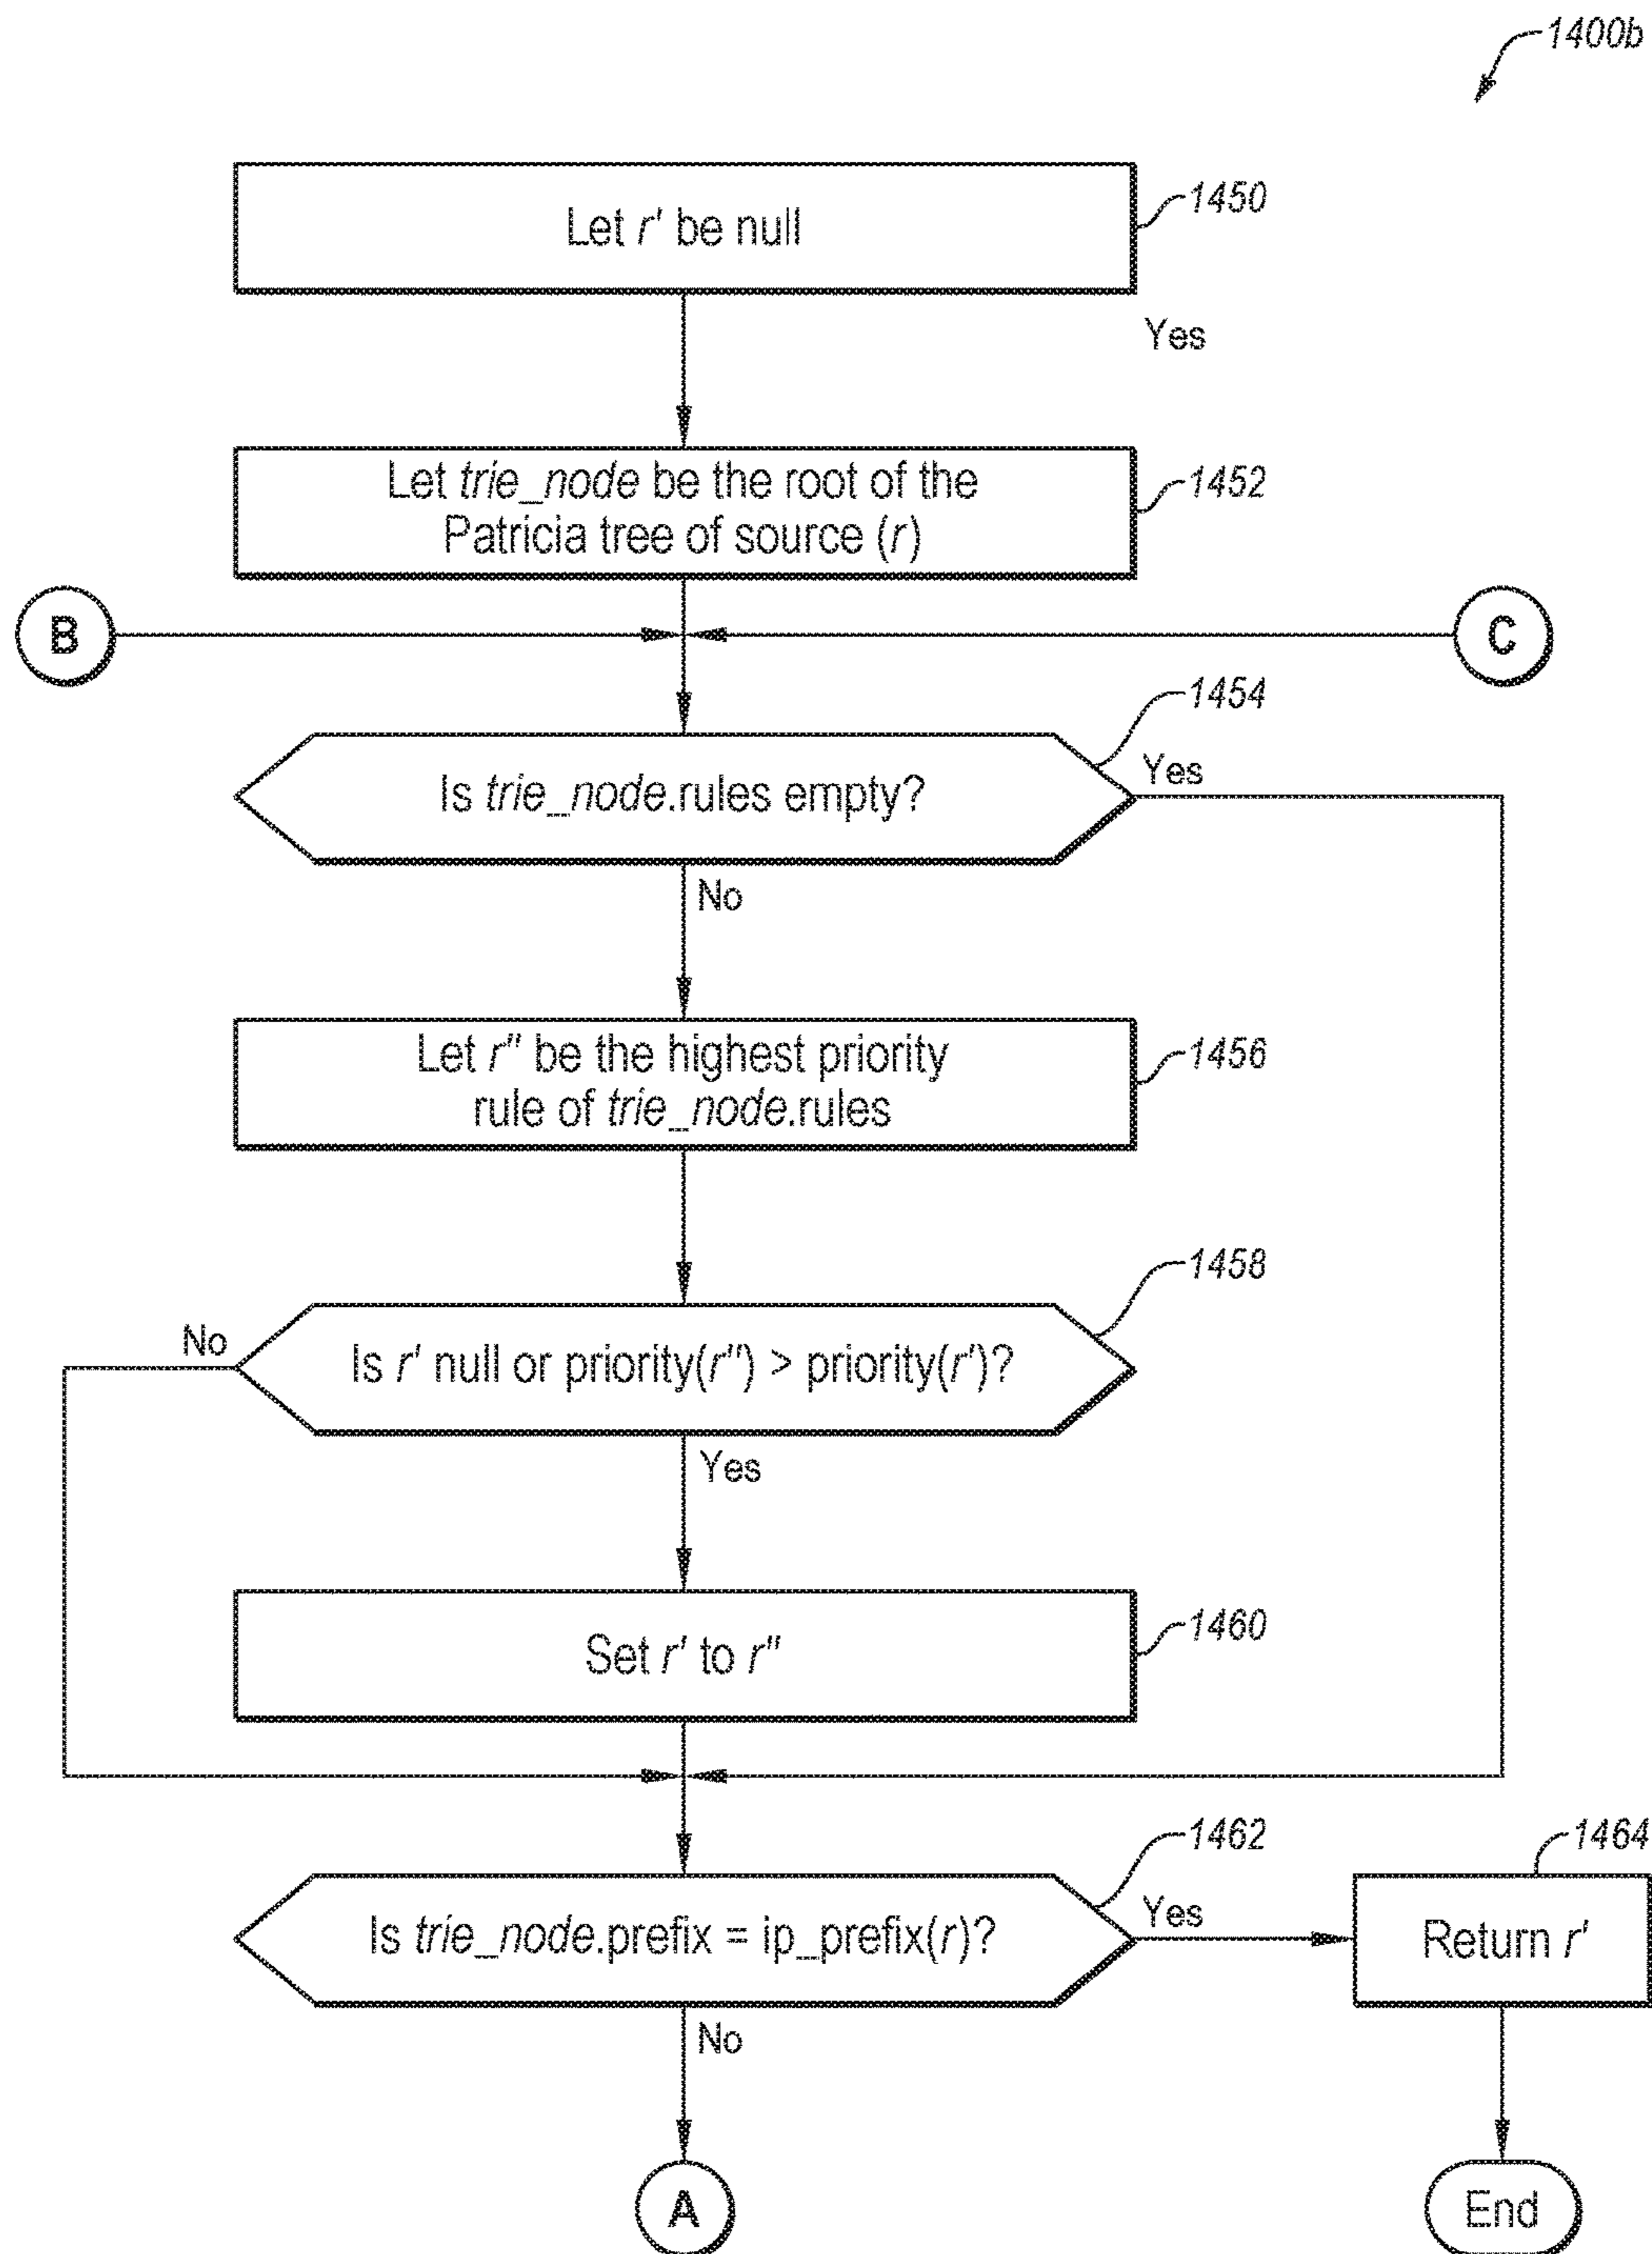 1400b
Let r' be null
1450
Yes
Let trie_node be the root of the
Patricia tree of source (r)
1452
B
C
1454
Is trie_node.rules empty?
Yes
No
Let r" be the highest priority
rule of trie_node.rules
1456
1458
No
Is r' null or priority(r") > priority(r')?
Yes
Set r' to r"
1460
1462
1464
Is trie_node.prefix = ip_prefix(r)?
Yes
Return r'
No
A
End